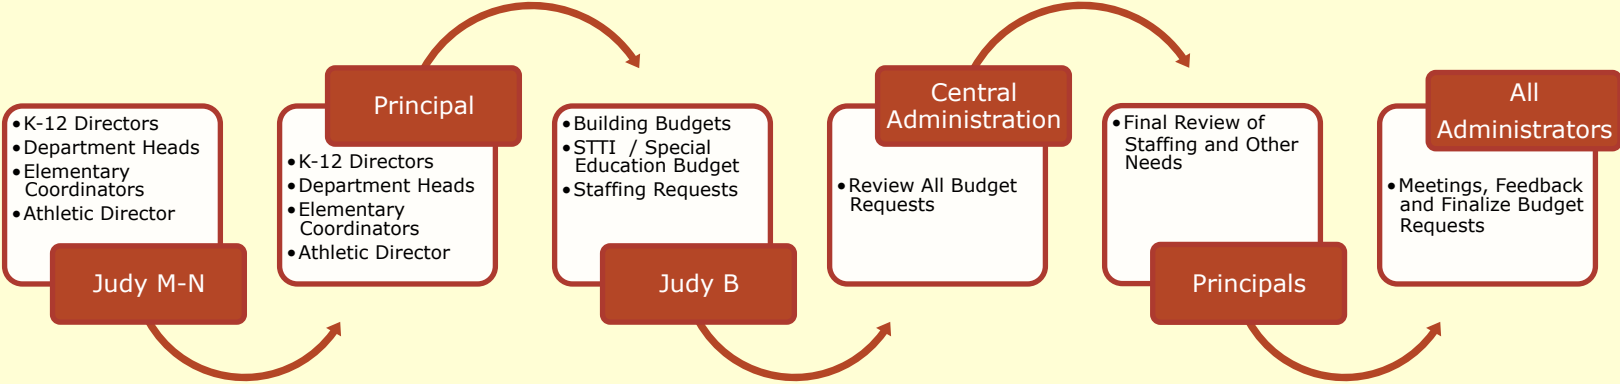 •K-12 Directors
•Department Heads
•Elementary
Coordinators
•Athletic Director
Judy M-N
Principal
•K-12 Directors
•Department Heads
•Elementary
Coordinators
•Athletic Director
•Building Budgets
•STTI / Special
Education Budget
•Staffing Requests
Judy B
Central
Administration
•Review All Budget
Requests
•Final Review of
Staffing and Other
Needs
Principals
All
Administrators
•Meetings, Feedback
and Finalize Budget
Requests